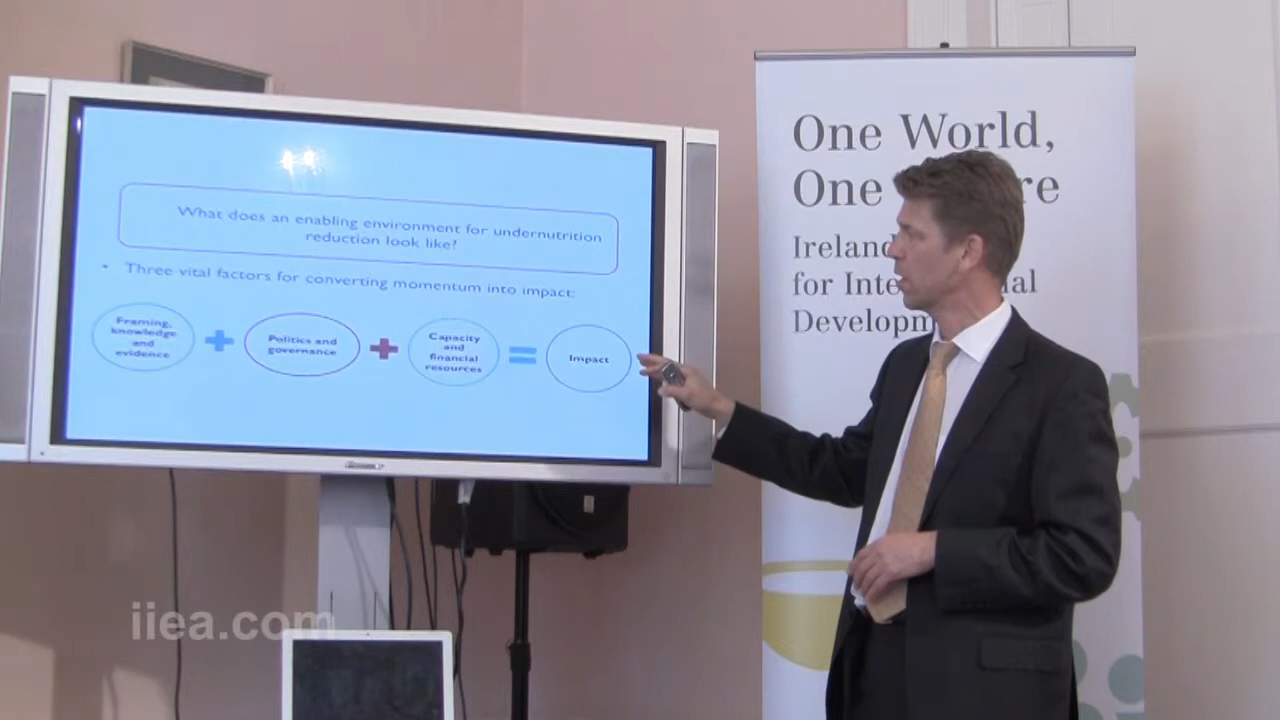 What does an enabling environment for undernutrition
reduction look like?
• Three vital factors for converting momentum into impact:
Framing,
knowledge
and
evidence
Politics and
governance
Capacity
and
financial
resources
Impact
One World,
One
Ireland
for
Developm
iiea.com